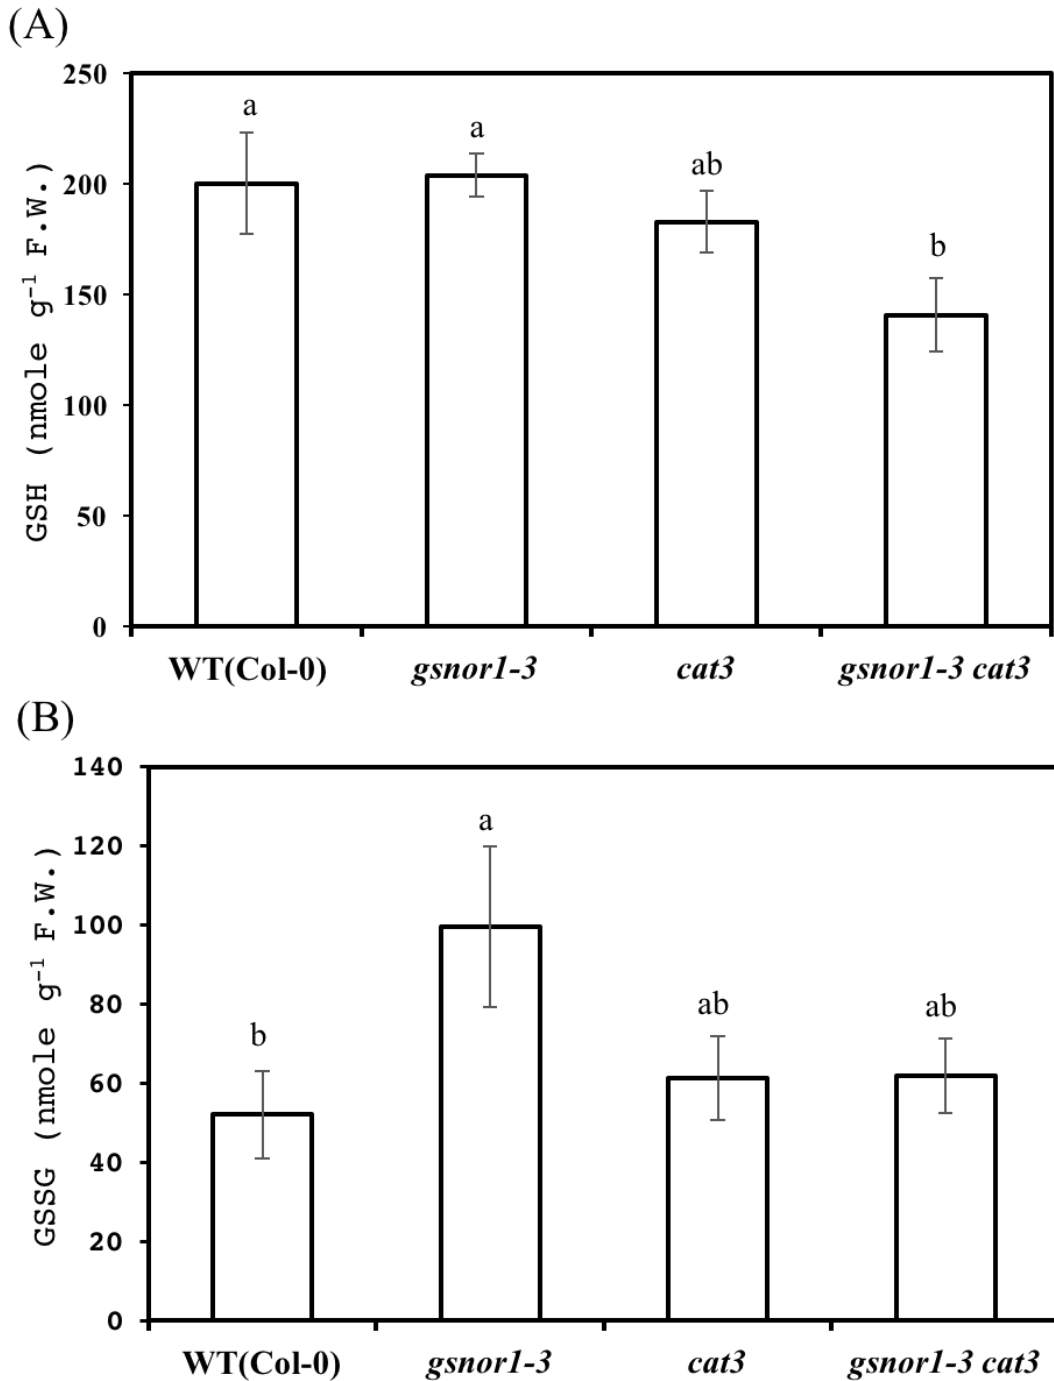 (A)
GSH (nmole g⁻¹ F.W.)
250
200
150
100
50
0
a
a
ab
b
WT(Col-0)
gsnor1-3
cat3
gsnor1-3 cat3
(B)
GSSG (nmole g⁻¹ F.W.)
140
120
100
80
60
40
20
0
b
a
ab
ab
WT(Col-0)
gsnor1-3
cat3
gsnor1-3 cat3